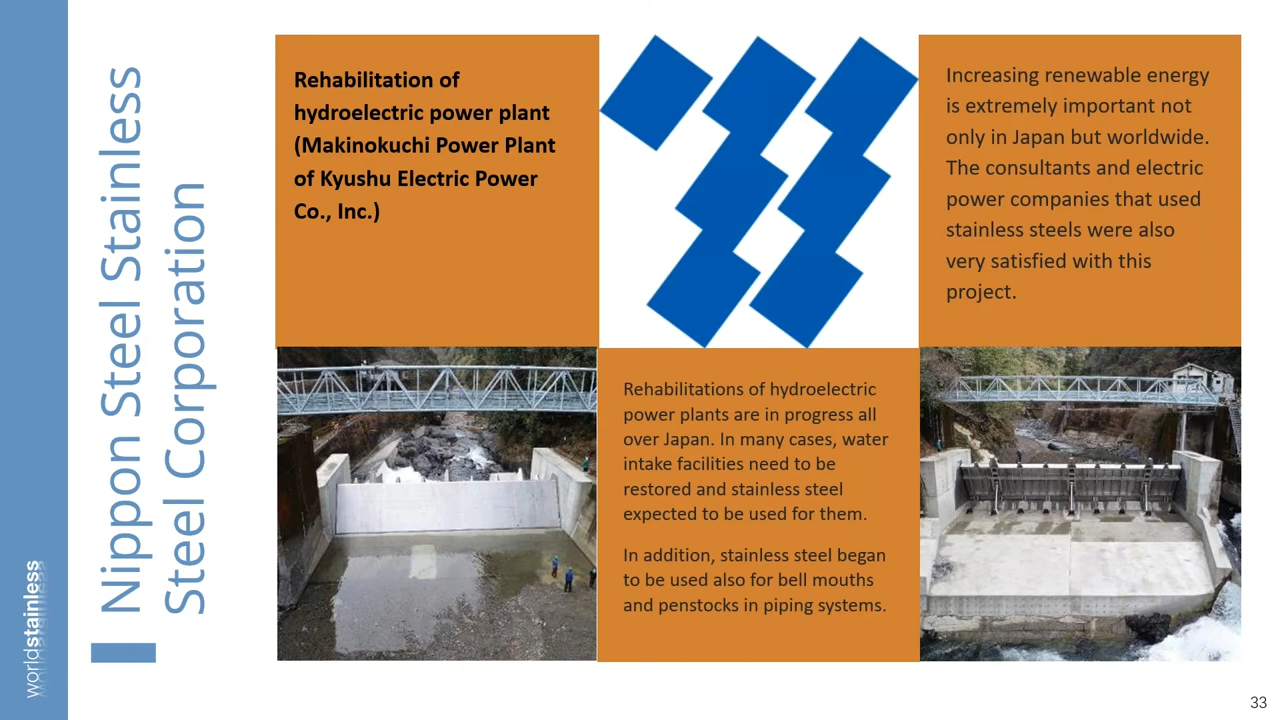 Nippon Steel Stainless
Steel Corporation
worldstainless
Rehabilitation of
hydroelectric power plant
(Makinokuchi Power Plant
of Kyushu Electric Power
Co., Inc.)
Increasing renewable energy
is extremely important not
only in Japan but worldwide.
The consultants and electric
power companies that used
stainless steels were also
very satisfied with this
project.
Rehabilitations of hydroelectric
power plants are in progress all
over Japan. In many cases, water
intake facilities need to be
restored and stainless steel
expected to be used for them.
In addition, stainless steel began
to be used also for bell mouths
and penstocks in piping systems.
33